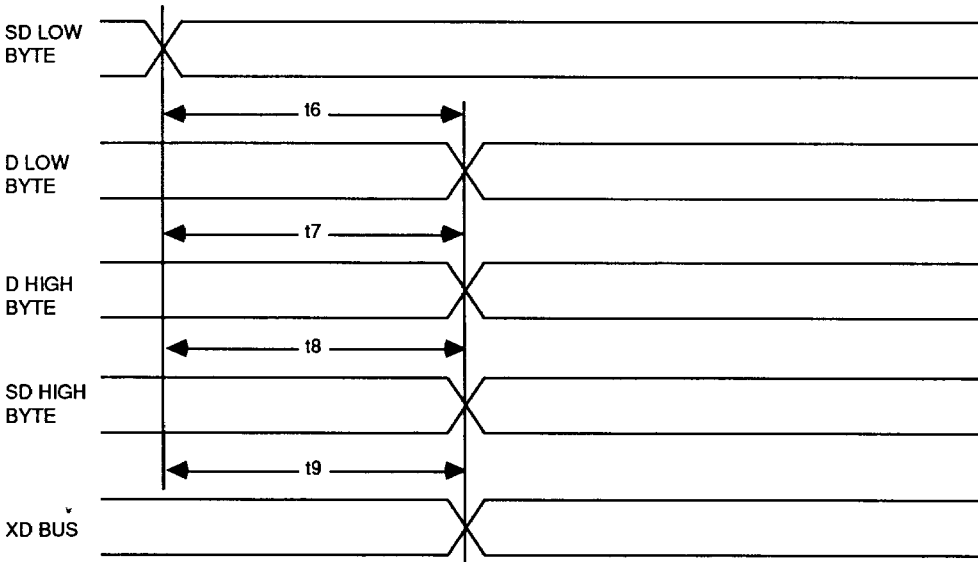 SD LOW
BYTE
t6
D LOW
BYTE
t7
D HIGH
BYTE
t8
SD HIGH
BYTE
t9
XD BUS